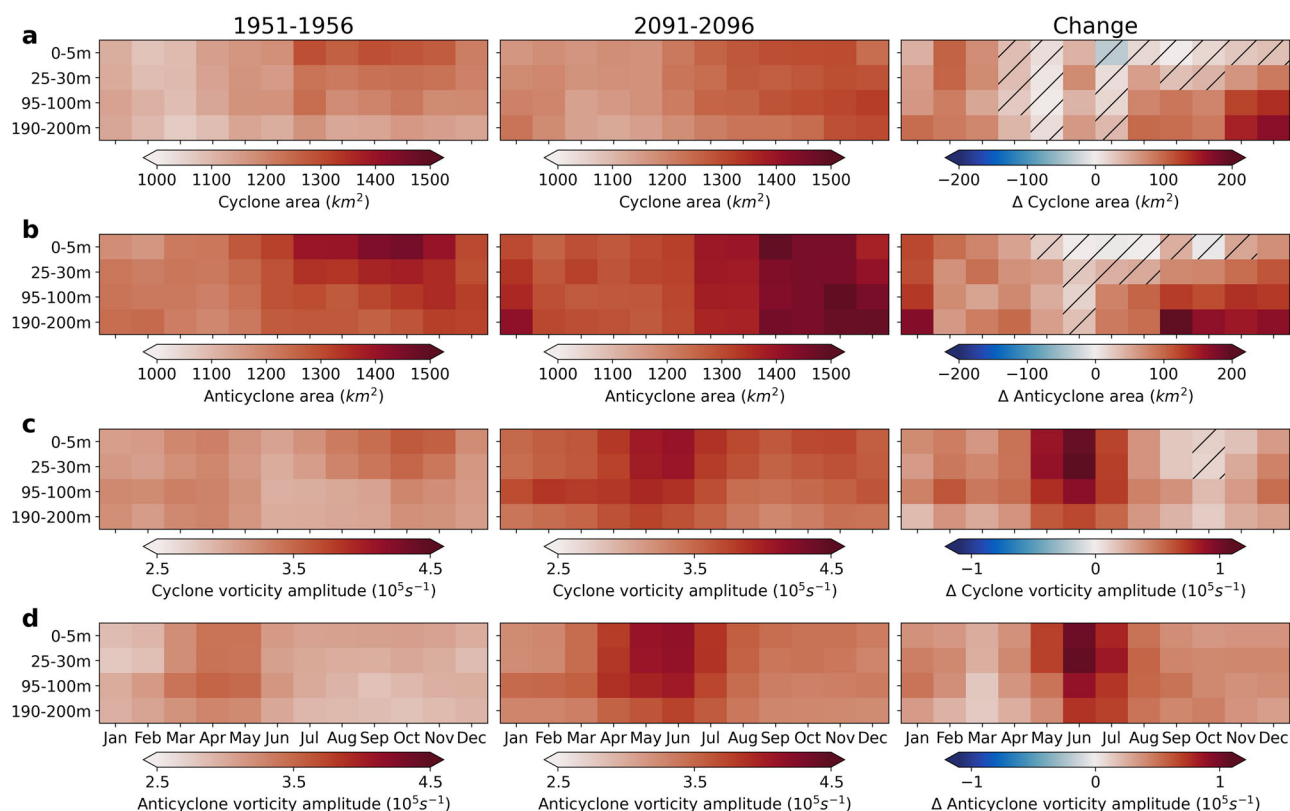 1951-1956 2091-2096 Change
a
0-5m
25-30m
95-100m
190-200m
1000 1100 1200 1300 1400 1500 1000 1100 1200 1300 1400 1500 −200 −100 0 100 200
Cyclone area (km²) Cyclone area (km²) Δ Cyclone area (km²)
b
0-5m
25-30m
95-100m
190-200m
1000 1100 1200 1300 1400 1500 1000 1100 1200 1300 1400 1500 −200 −100 0 100 200
Anticyclone area (km²) Anticyclone area (km²) Δ Anticyclone area (km²)
c
0-5m
25-30m
95-100m
190-200m
2.5 3.5 4.5 2.5 3.5 4.5 −1 0 1
Cyclone vorticity amplitude (10⁵s⁻¹) Cyclone vorticity amplitude (10⁵s⁻¹) Δ Cyclone vorticity amplitude (10⁵s⁻¹)
d
0-5m
25-30m
95-100m
190-200m
Jan Feb Mar Apr May Jun Jul Aug Sep Oct Nov Dec Jan Feb Mar Apr May Jun Jul Aug Sep Oct Nov Dec Jan Feb Mar Apr May Jun Jul Aug Sep Oct Nov Dec
2.5 3.5 4.5 2.5 3.5 4.5 −1 0 1
Anticyclone vorticity amplitude (10⁵s⁻¹) Anticyclone vorticity amplitude (10⁵s⁻¹) Δ Anticyclone vorticity amplitude (10⁵s⁻¹)